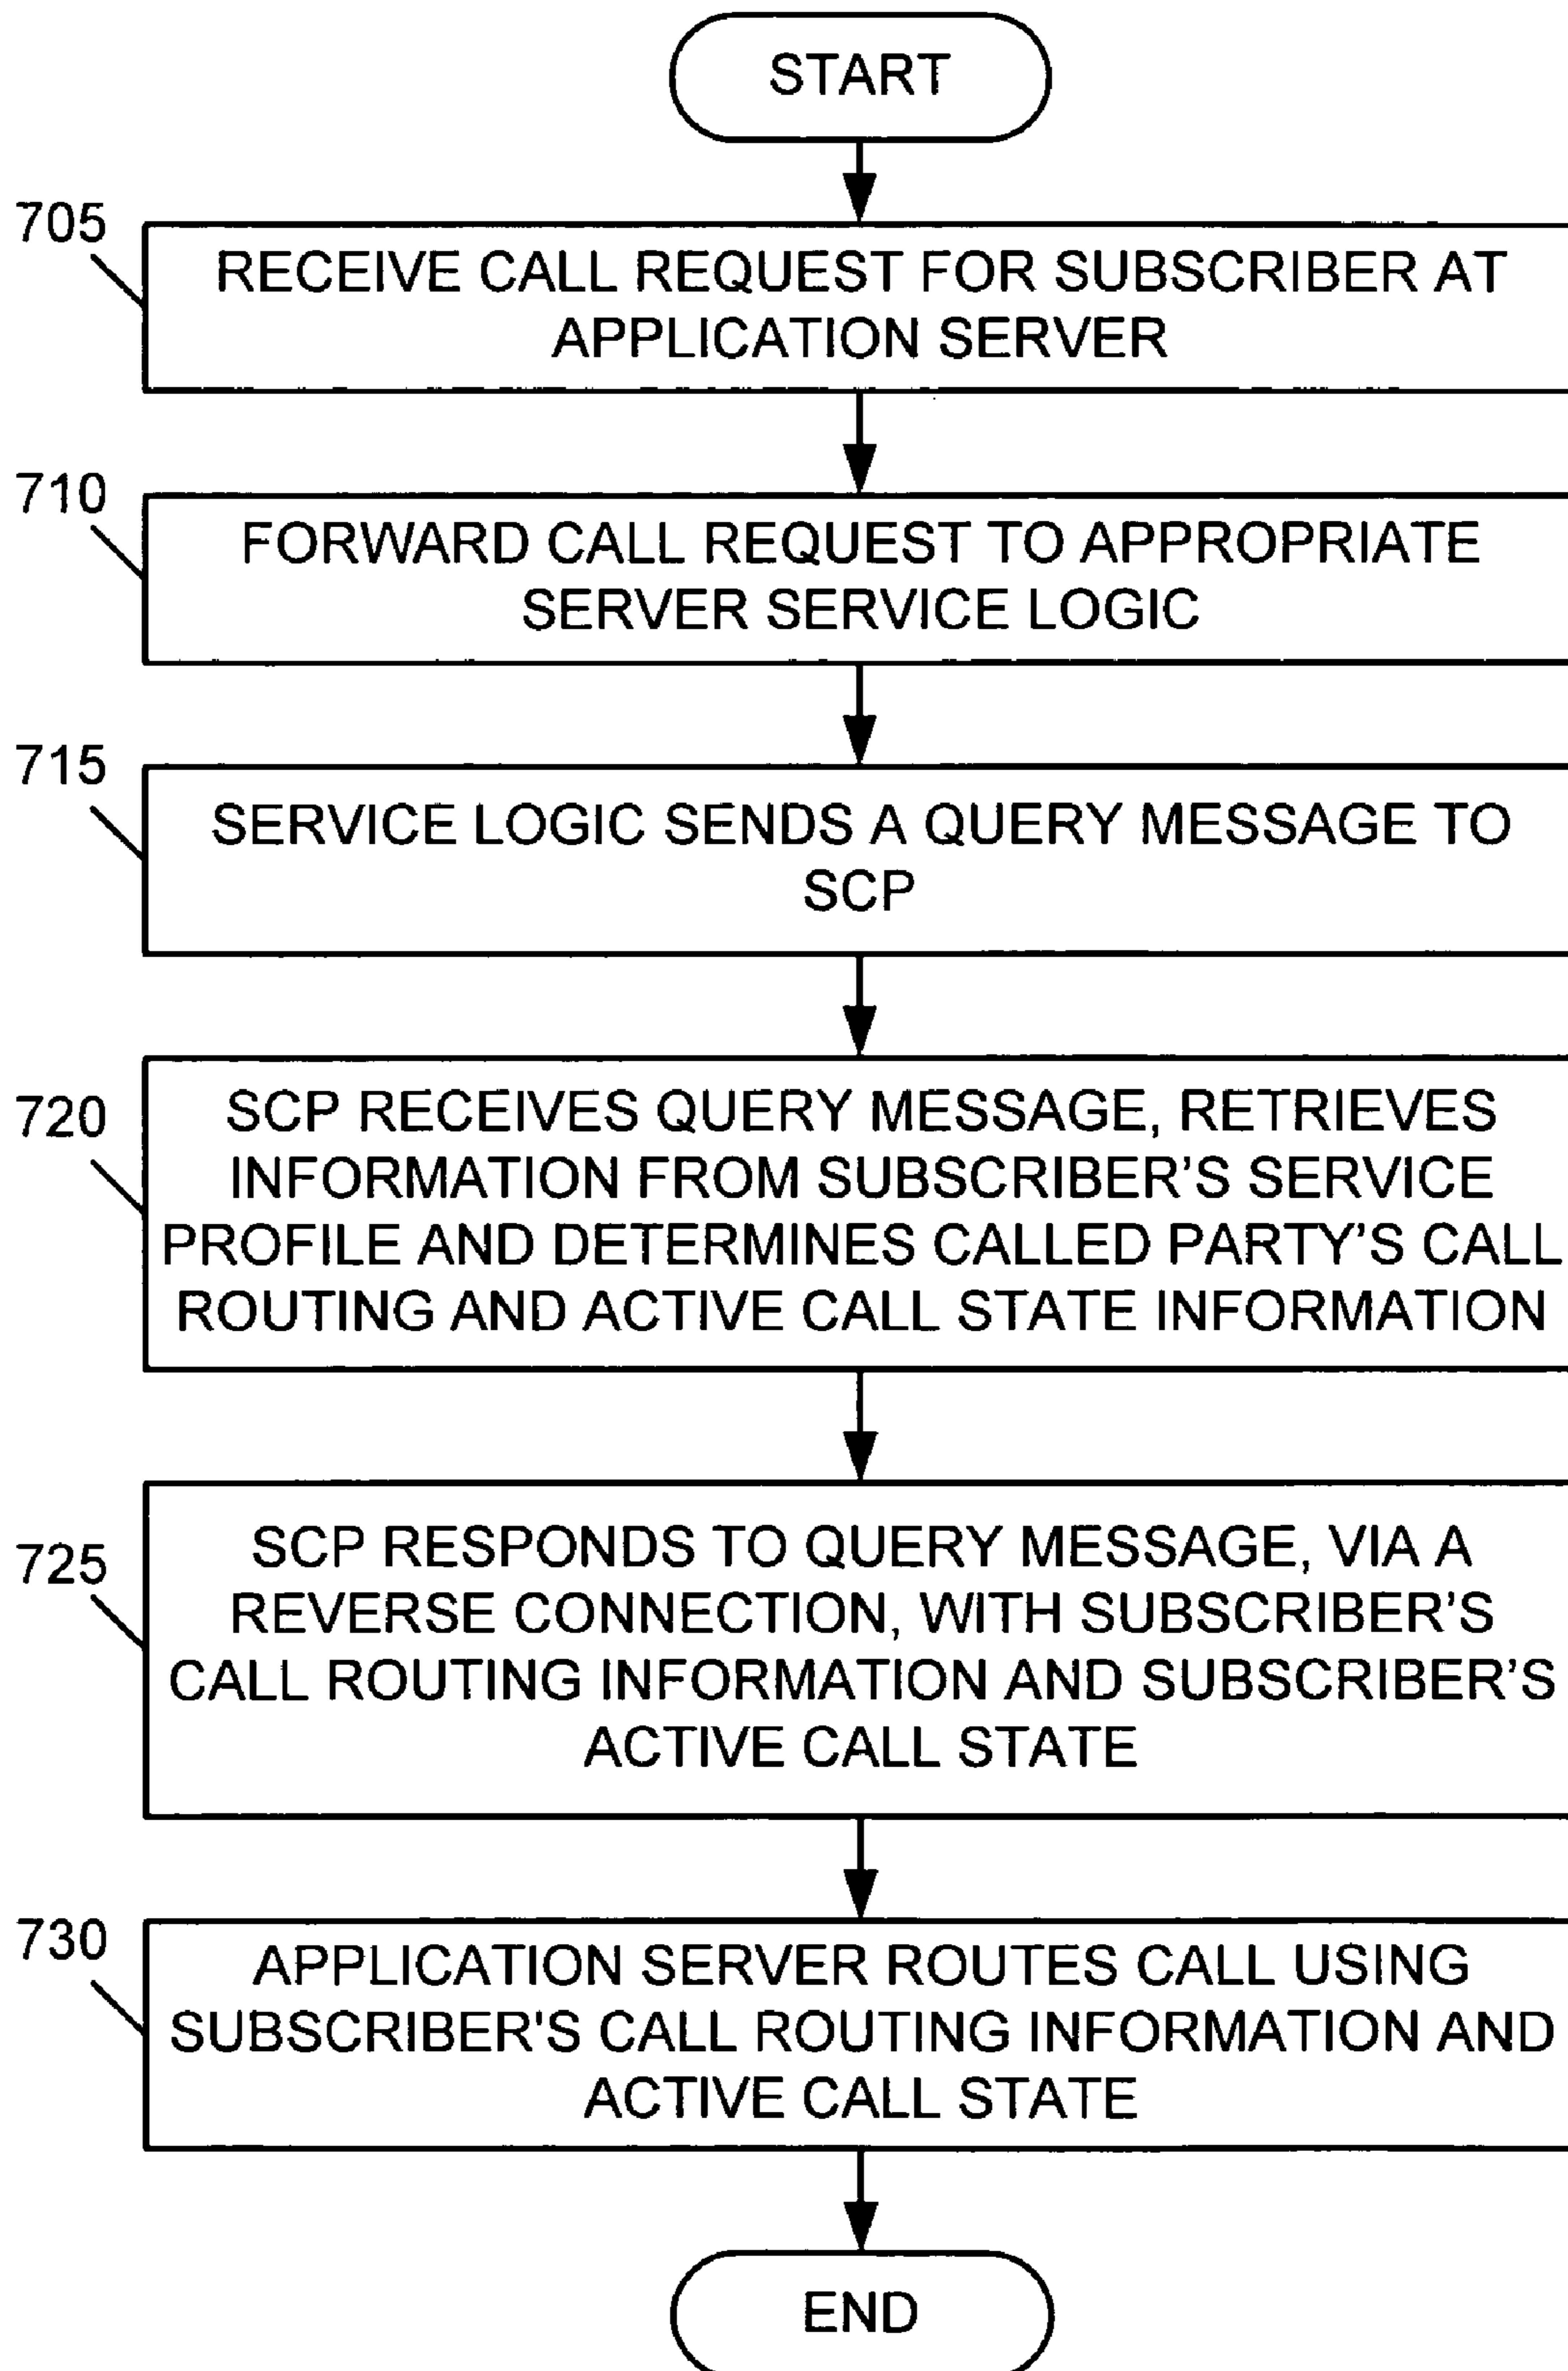 START
705
RECEIVE CALL REQUEST FOR SUBSCRIBER AT
APPLICATION SERVER
710
FORWARD CALL REQUEST TO APPROPRIATE
SERVER SERVICE LOGIC
715
SERVICE LOGIC SENDS A QUERY MESSAGE TO
SCP
720
SCP RECEIVES QUERY MESSAGE, RETRIEVES
INFORMATION FROM SUBSCRIBER’S SERVICE
PROFILE AND DETERMINES CALLED PARTY’S CALL
ROUTING AND ACTIVE CALL STATE INFORMATION
725
SCP RESPONDS TO QUERY MESSAGE, VIA A
REVERSE CONNECTION, WITH SUBSCRIBER’S
CALL ROUTING INFORMATION AND SUBSCRIBER’S
ACTIVE CALL STATE
730
APPLICATION SERVER ROUTES CALL USING
SUBSCRIBER'S CALL ROUTING INFORMATION AND
ACTIVE CALL STATE
END